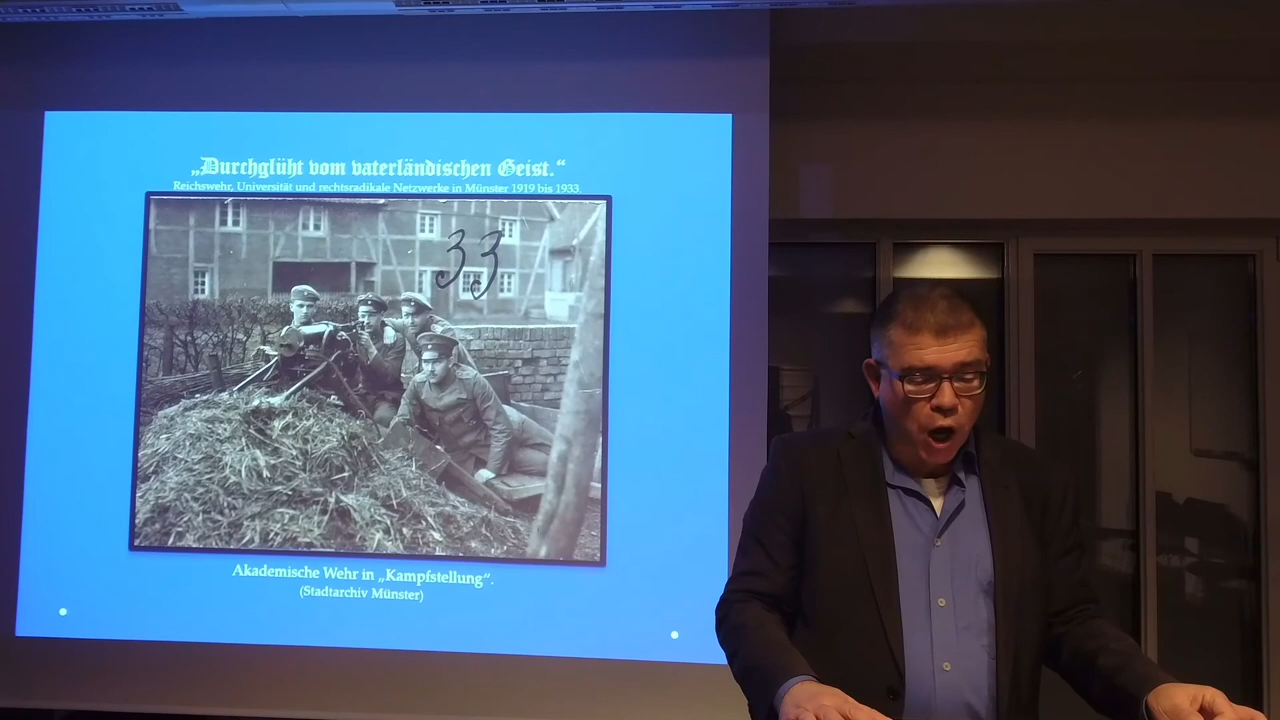 „Durchglüht vom vaterländischen Geist.“
Reichswehr, Universität und rechtsradikale Netzwerke in Münster 1919 bis 1933.
33
Akademische Wehr in „Kampfstellung“.
(Stadtarchiv Münster)